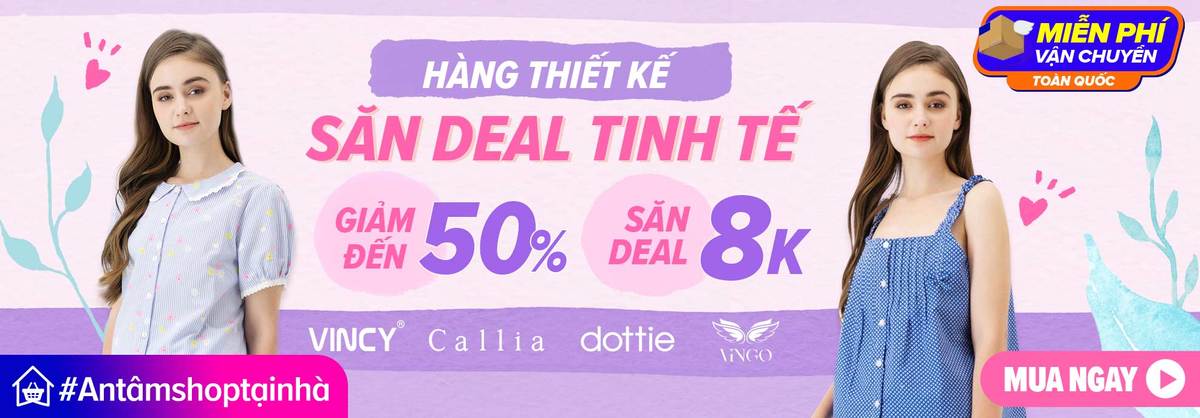 HÀNG THIẾT KẾ
SĂN DEAL TINH TẾ
GIẢM ĐẾN 50%
SĂN DEAL 8K
VINCY® Callia dottie ViNGO
#Antâmshoptạinhà
MIỄN PHÍ
VẬN CHUYỂN
TOÀN QUỐC
MUA NGAY